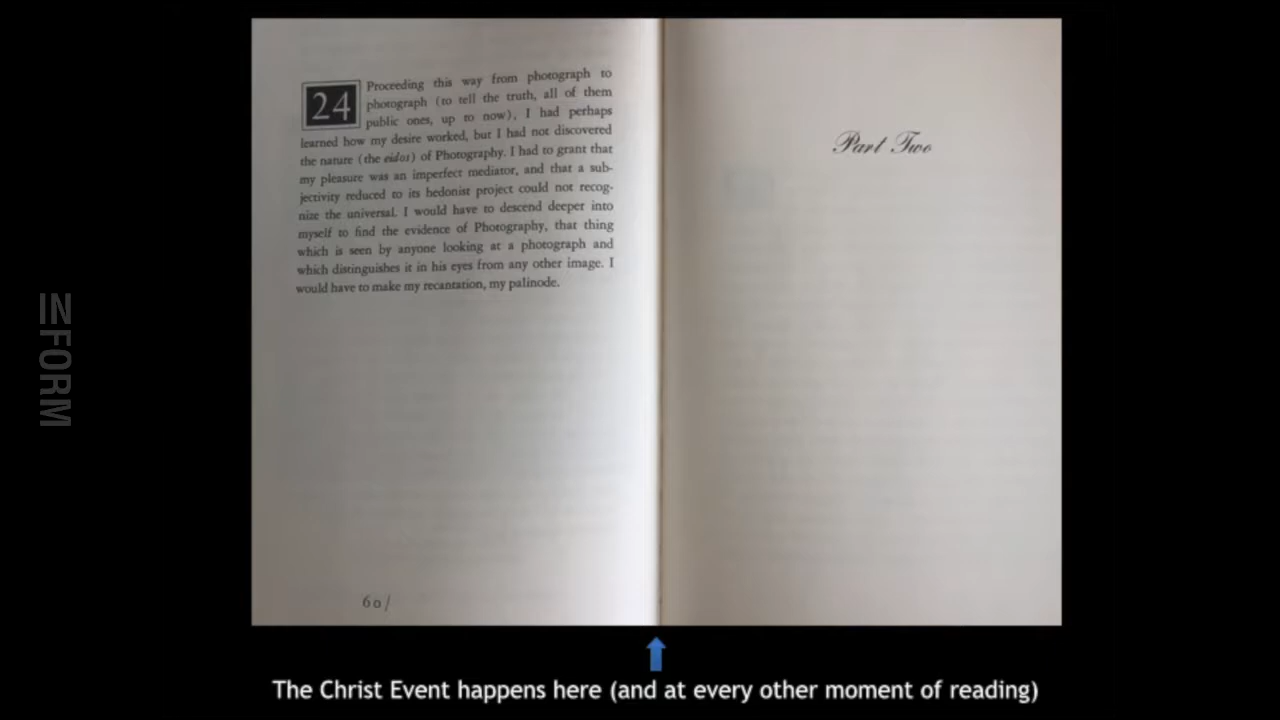 24
Proceeding this way from photograph to
photograph (to tell the truth, all of them
public ones, up to now), I had perhaps
learned how my desire worked, but I had not discovered
the nature (the eidos) of Photography. I had to grant that
my pleasure was an imperfect mediator, and that a sub-
jectivity reduced to its hedonist project could not recog-
nize the universal. I would have to descend deeper into
myself to find the evidence of Photography, that thing
which is seen by anyone looking at a photograph and
which distinguishes it in his eyes from any other image. I
would have to make my recantation, my palinode.
60/
Part Two
INFORM
The Christ Event happens here (and at every other moment of reading)